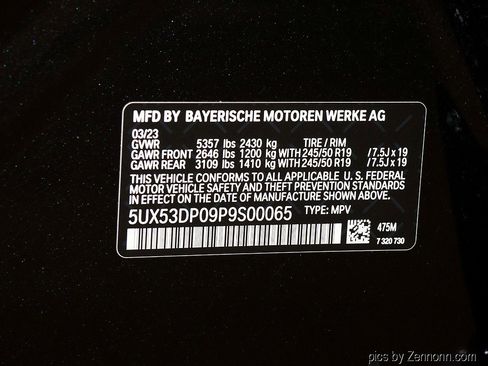 MFD BY BAYERISCHE MOTOREN WERKE AG
03/23
GVWR 5357 lbs 2430 kg TIRE / RIM
GAWR FRONT 2646 lbs 1200 kg WITH 245/50 R19 /7.5J x 19
GAWR REAR 3109 lbs 1410 kg WITH 245/50 R19 /7.5J x 19
THIS VEHICLE CONFORMS TO ALL APPLICABLE U. S. FEDERAL
MOTOR VEHICLE SAFETY AND THEFT PREVENTION STANDARDS
IN EFFECT ON THE DATE OF MANUFACTURE SHOWN ABOVE.
5UX53DP09P9S00065 TYPE: MPV
475M
7 320 730
pics by Zennonn.com